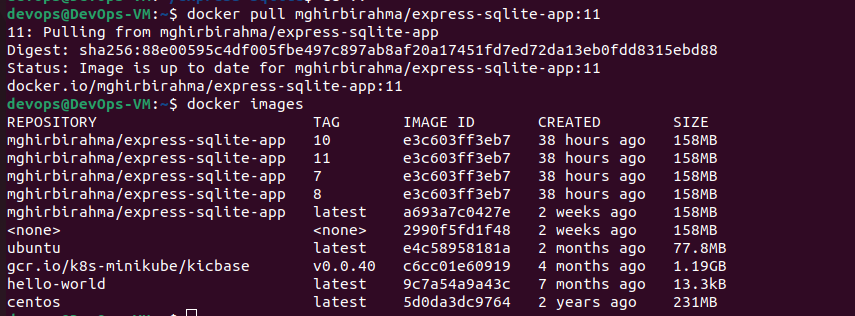 devops@DevOps-VM:~$ docker pull mghirbirahma/express-sqlite-app:11
11: Pulling from mghirbirahma/express-sqlite-app
Digest: sha256:88e00595c4df005fbe497c897ab8af20a17451fd7ed72da13eb0fdd8315ebd88
Status: Image is up to date for mghirbirahma/express-sqlite-app:11
docker.io/mghirbirahma/express-sqlite-app:11
devops@DevOps-VM:~$ docker images
REPOSITORY TAG IMAGE ID CREATED SIZE
mghirbirahma/express-sqlite-app 10 e3c603ff3eb7 38 hours ago 158MB
mghirbirahma/express-sqlite-app 11 e3c603ff3eb7 38 hours ago 158MB
mghirbirahma/express-sqlite-app 7 e3c603ff3eb7 38 hours ago 158MB
mghirbirahma/express-sqlite-app 8 e3c603ff3eb7 38 hours ago 158MB
mghirbirahma/express-sqlite-app latest a693a7c0427e 2 weeks ago 158MB
<none> <none> 2990f5fd1f48 2 weeks ago 158MB
ubuntu latest e4c58958181a 2 months ago 77.8MB
gcr.io/k8s-minikube/kicbase v0.0.40 c6cc01e60919 4 months ago 1.19GB
hello-world latest 9c7a54a9a43c 7 months ago 13.3kB
centos latest 5d0da3dc9764 2 years ago 231MB